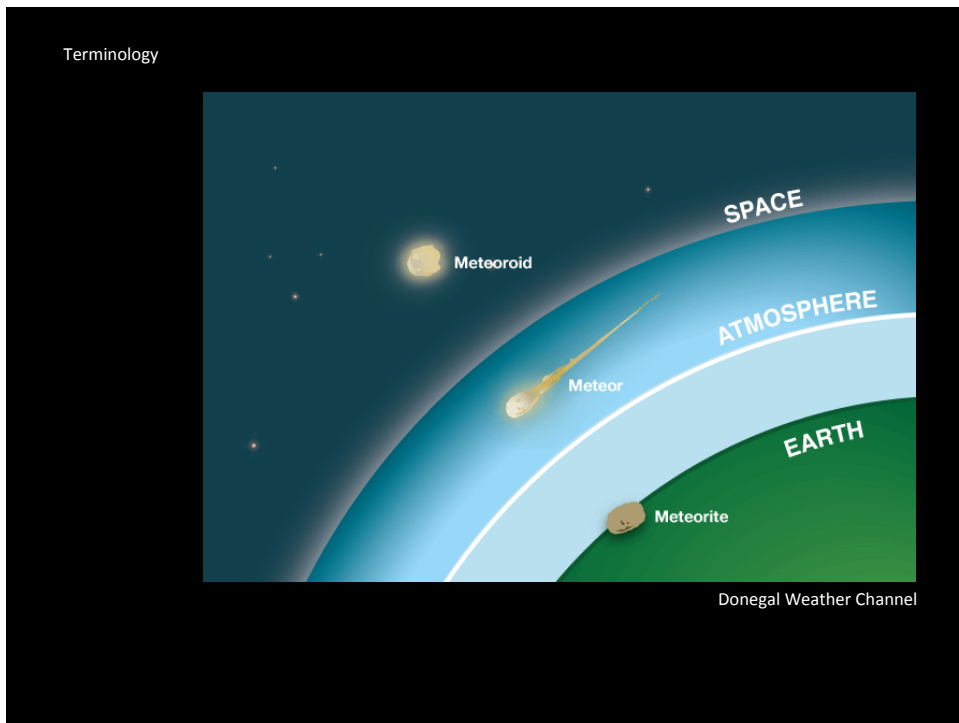 Terminology
SPACE
Meteoroid
ATMOSPHERE
Meteor
EARTH
Meteorite
Donegal Weather Channel